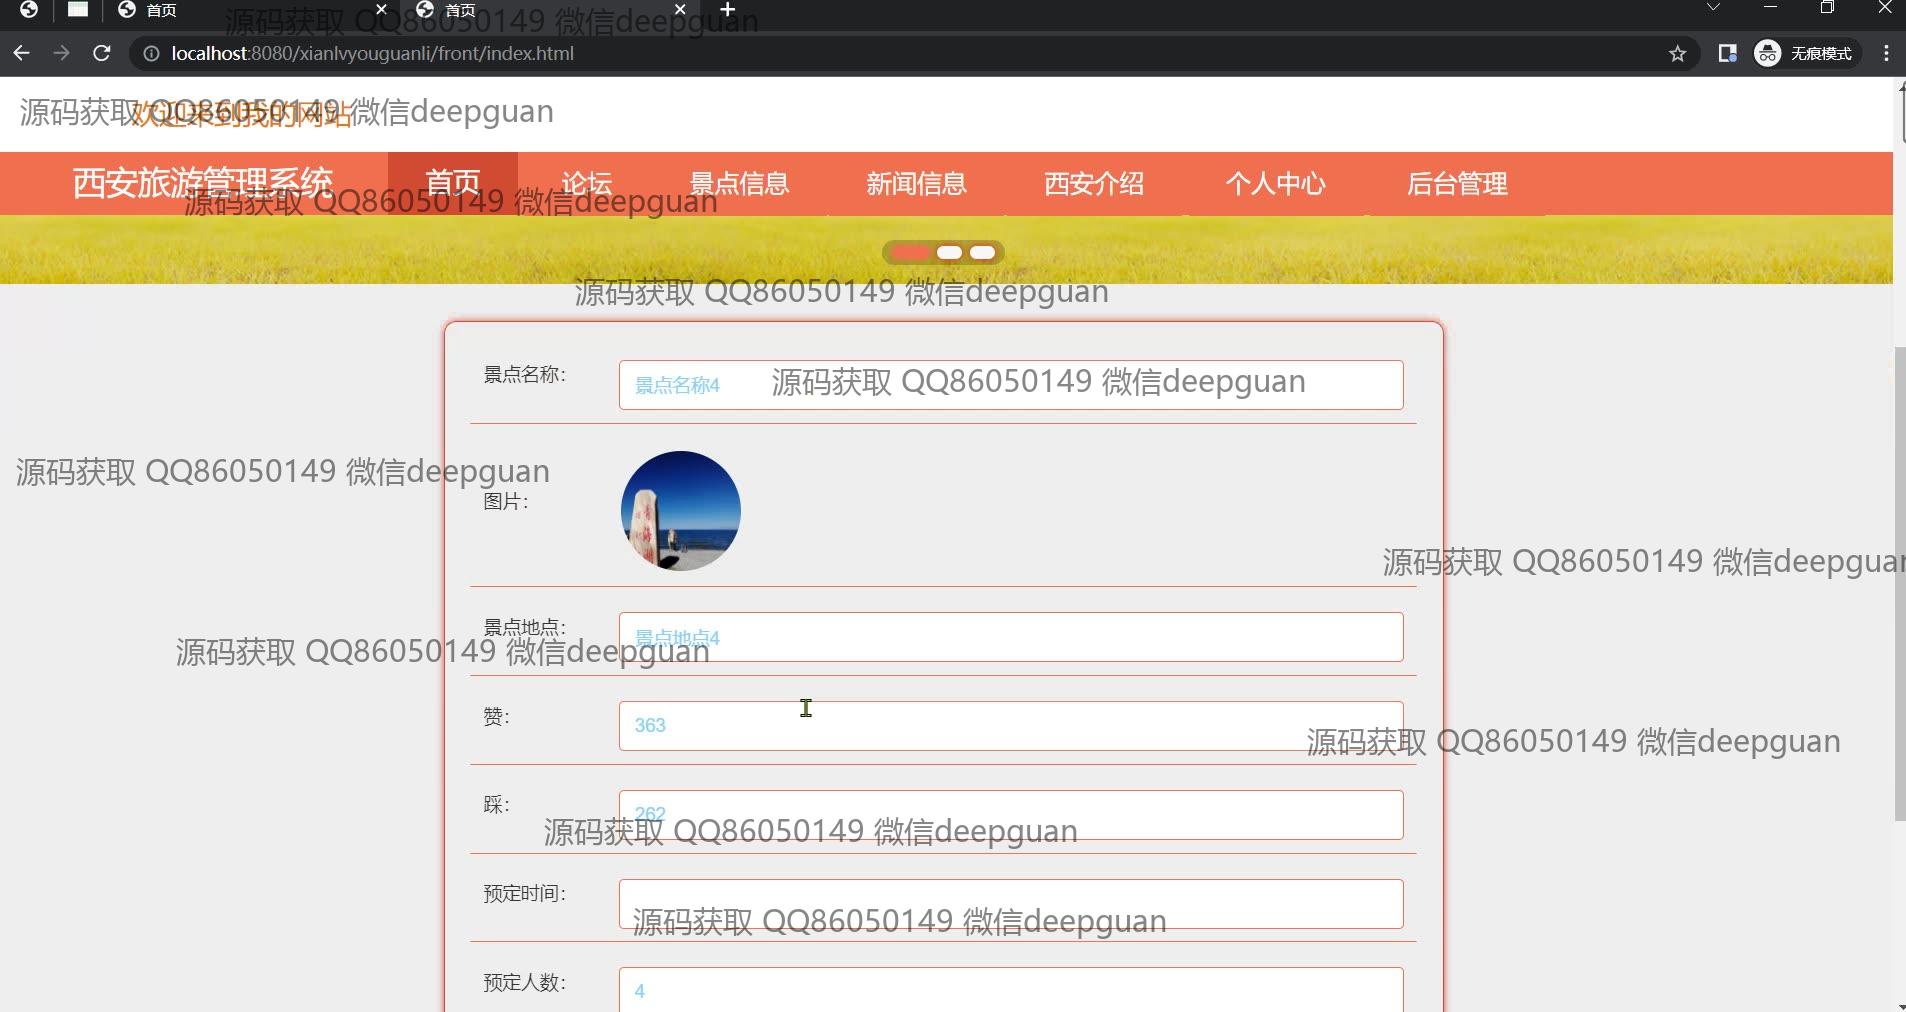 首页
首页
源码获取 QQ86050149 微信deepguan
localhost:8080/xianlvyouguanli/front/index.html
无痕模式
源码获取 QQ86050149 微信deepguan
欢迎来到我的网站
西安旅游管理系统 首页 论坛 景点信息 新闻信息 西安介绍 个人中心 后台管理
源码获取 QQ86050149 微信deepguan
源码获取 QQ86050149 微信deepguan
景点名称： 景点名称4
源码获取 QQ86050149 微信deepguan
源码获取 QQ86050149 微信deepguan
图片：
源码获取 QQ86050149 微信deepguan
景点地点： 景点地点4
源码获取 QQ86050149 微信deepguan
赞： 363
源码获取 QQ86050149 微信deepguan
踩： 262
源码获取 QQ86050149 微信deepguan
预定时间：
源码获取 QQ86050149 微信deepguan
预定人数： 4